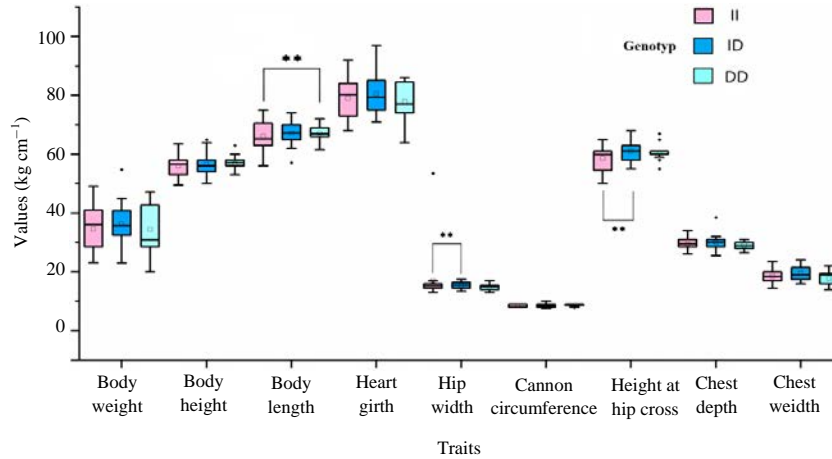 100
80
60
40
20
0
Values (kg cm⁻¹)
Genotyp
II
ID
DD
**
**
**
Body weight
Body height
Body length
Heart girth
Hip width
Cannon circumference
Height at hip cross
Chest depth
Chest weidth
Traits